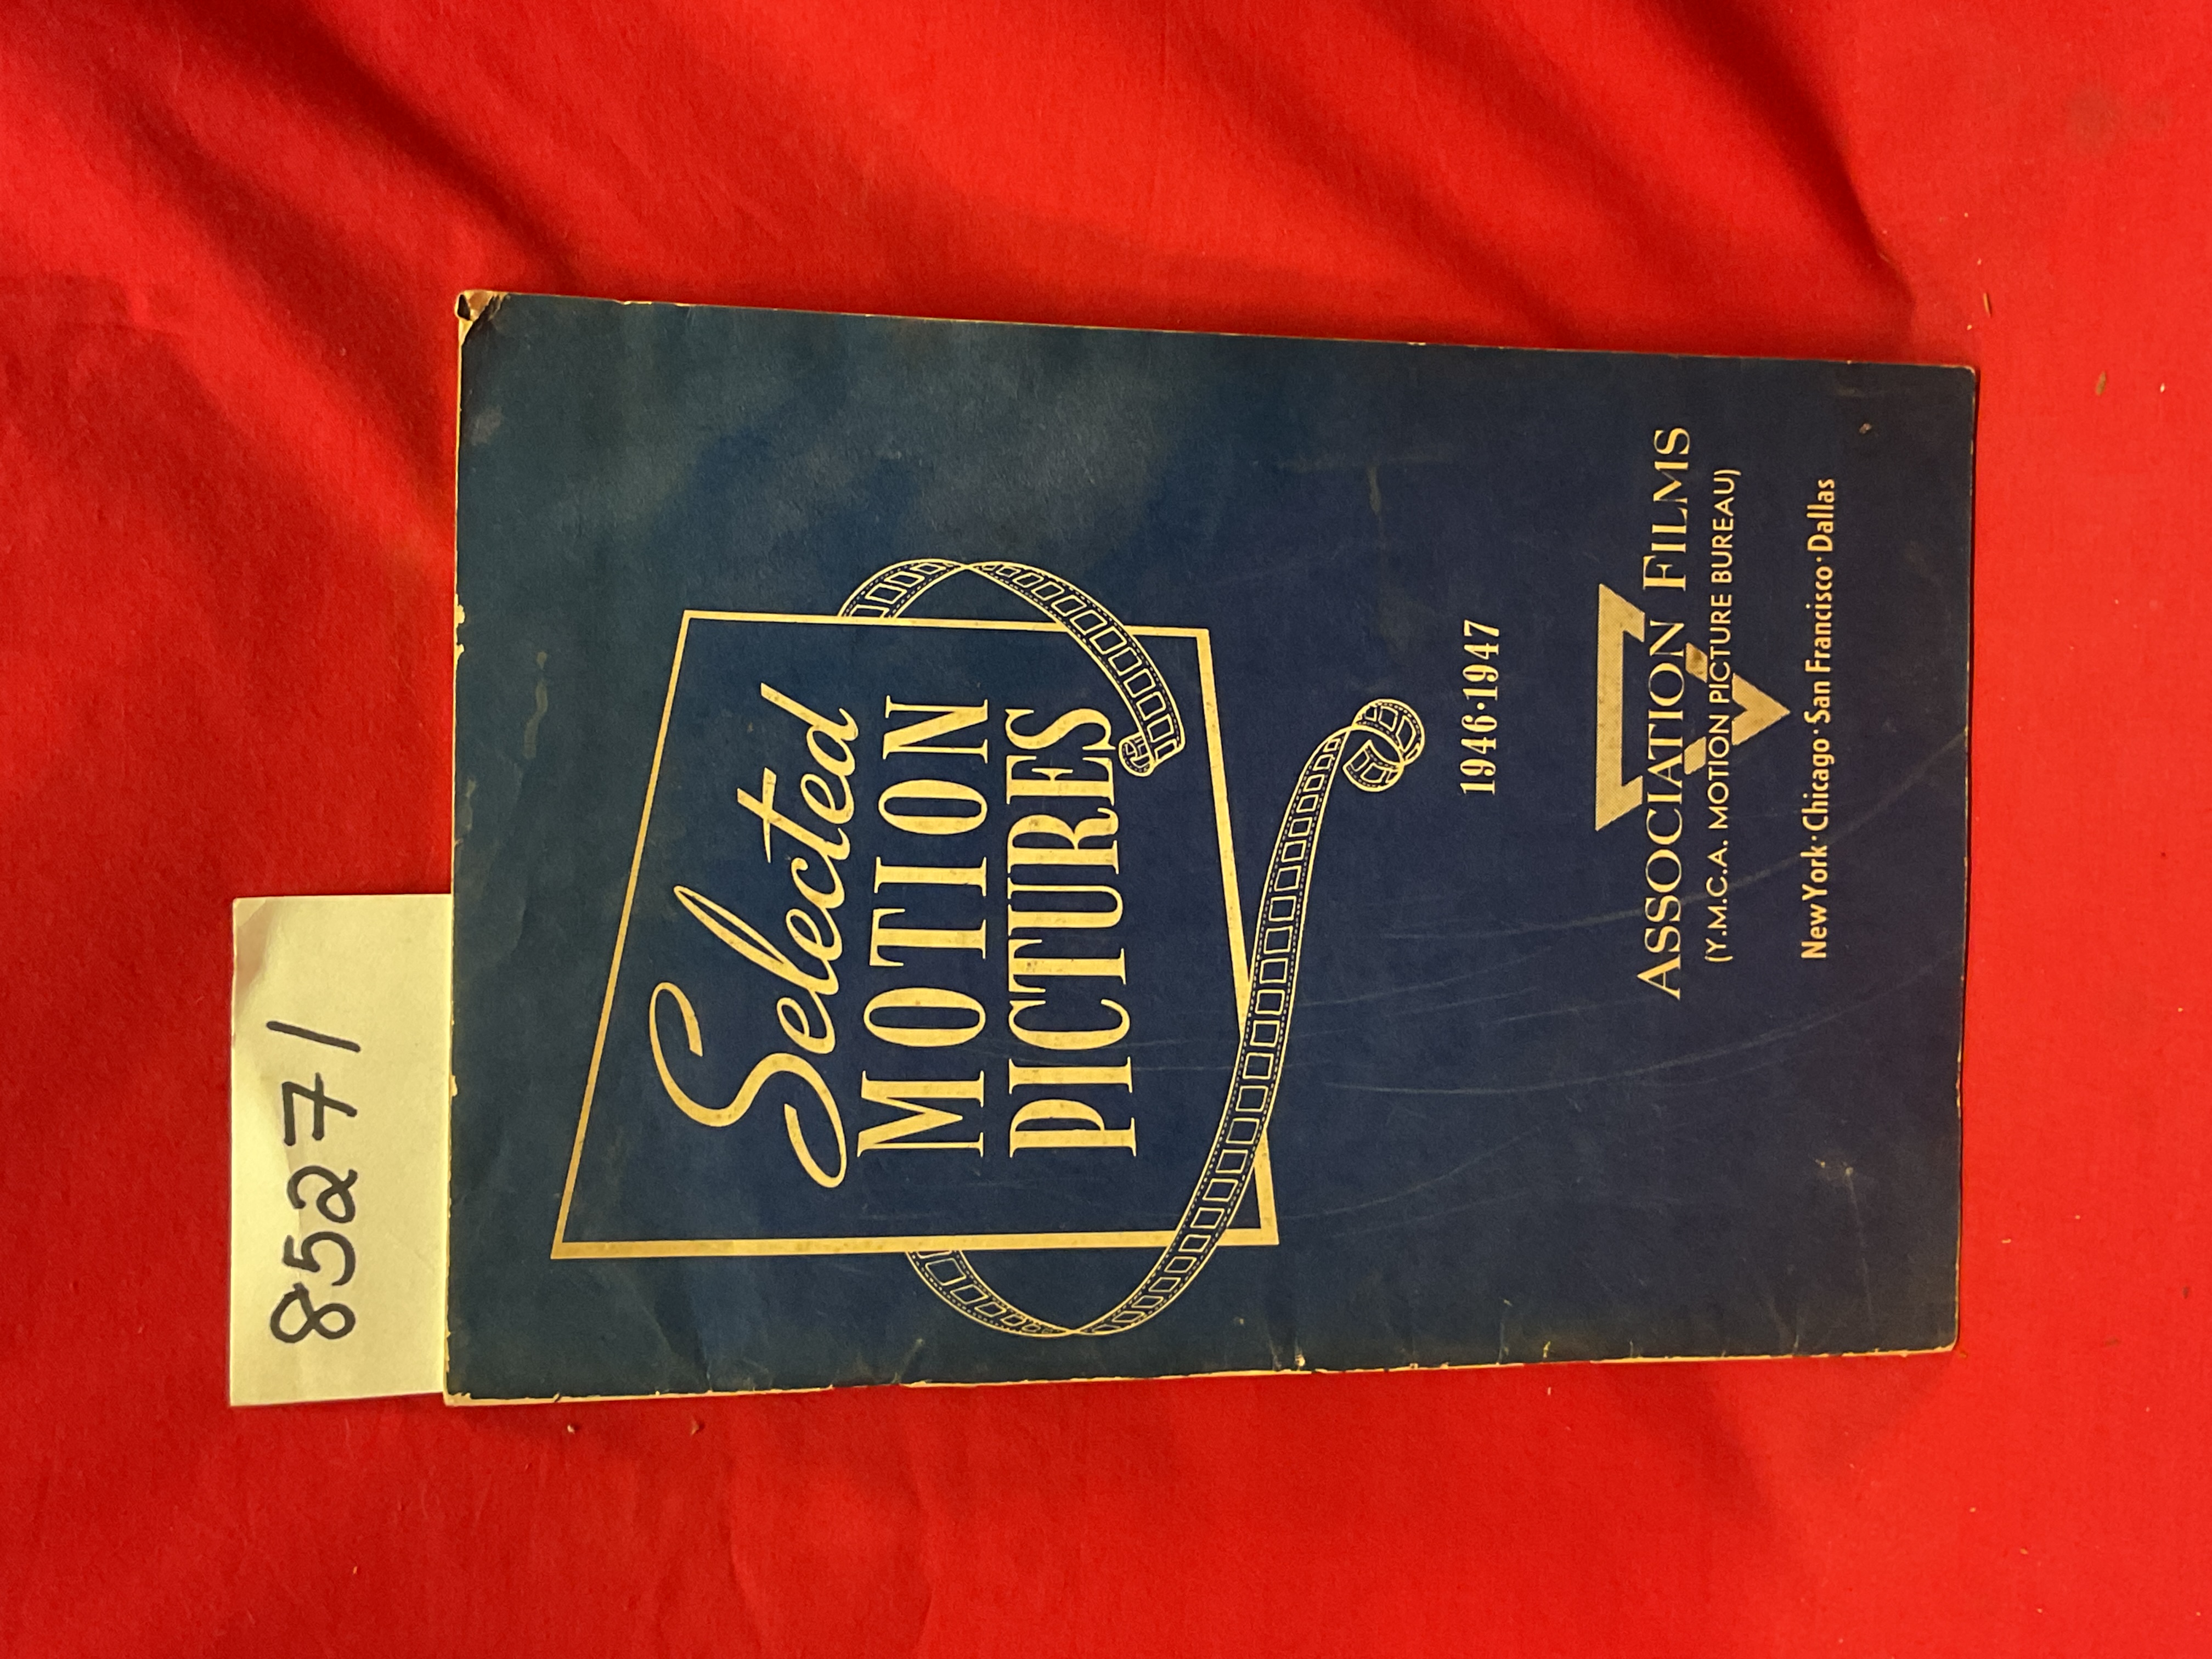 85271
Selected
MOTION
PICTURES
1946·1947
ASSOCIATION FILMS
(Y.M.C.A. MOTION PICTURE BUREAU)
New York · Chicago · San Francisco · Dallas